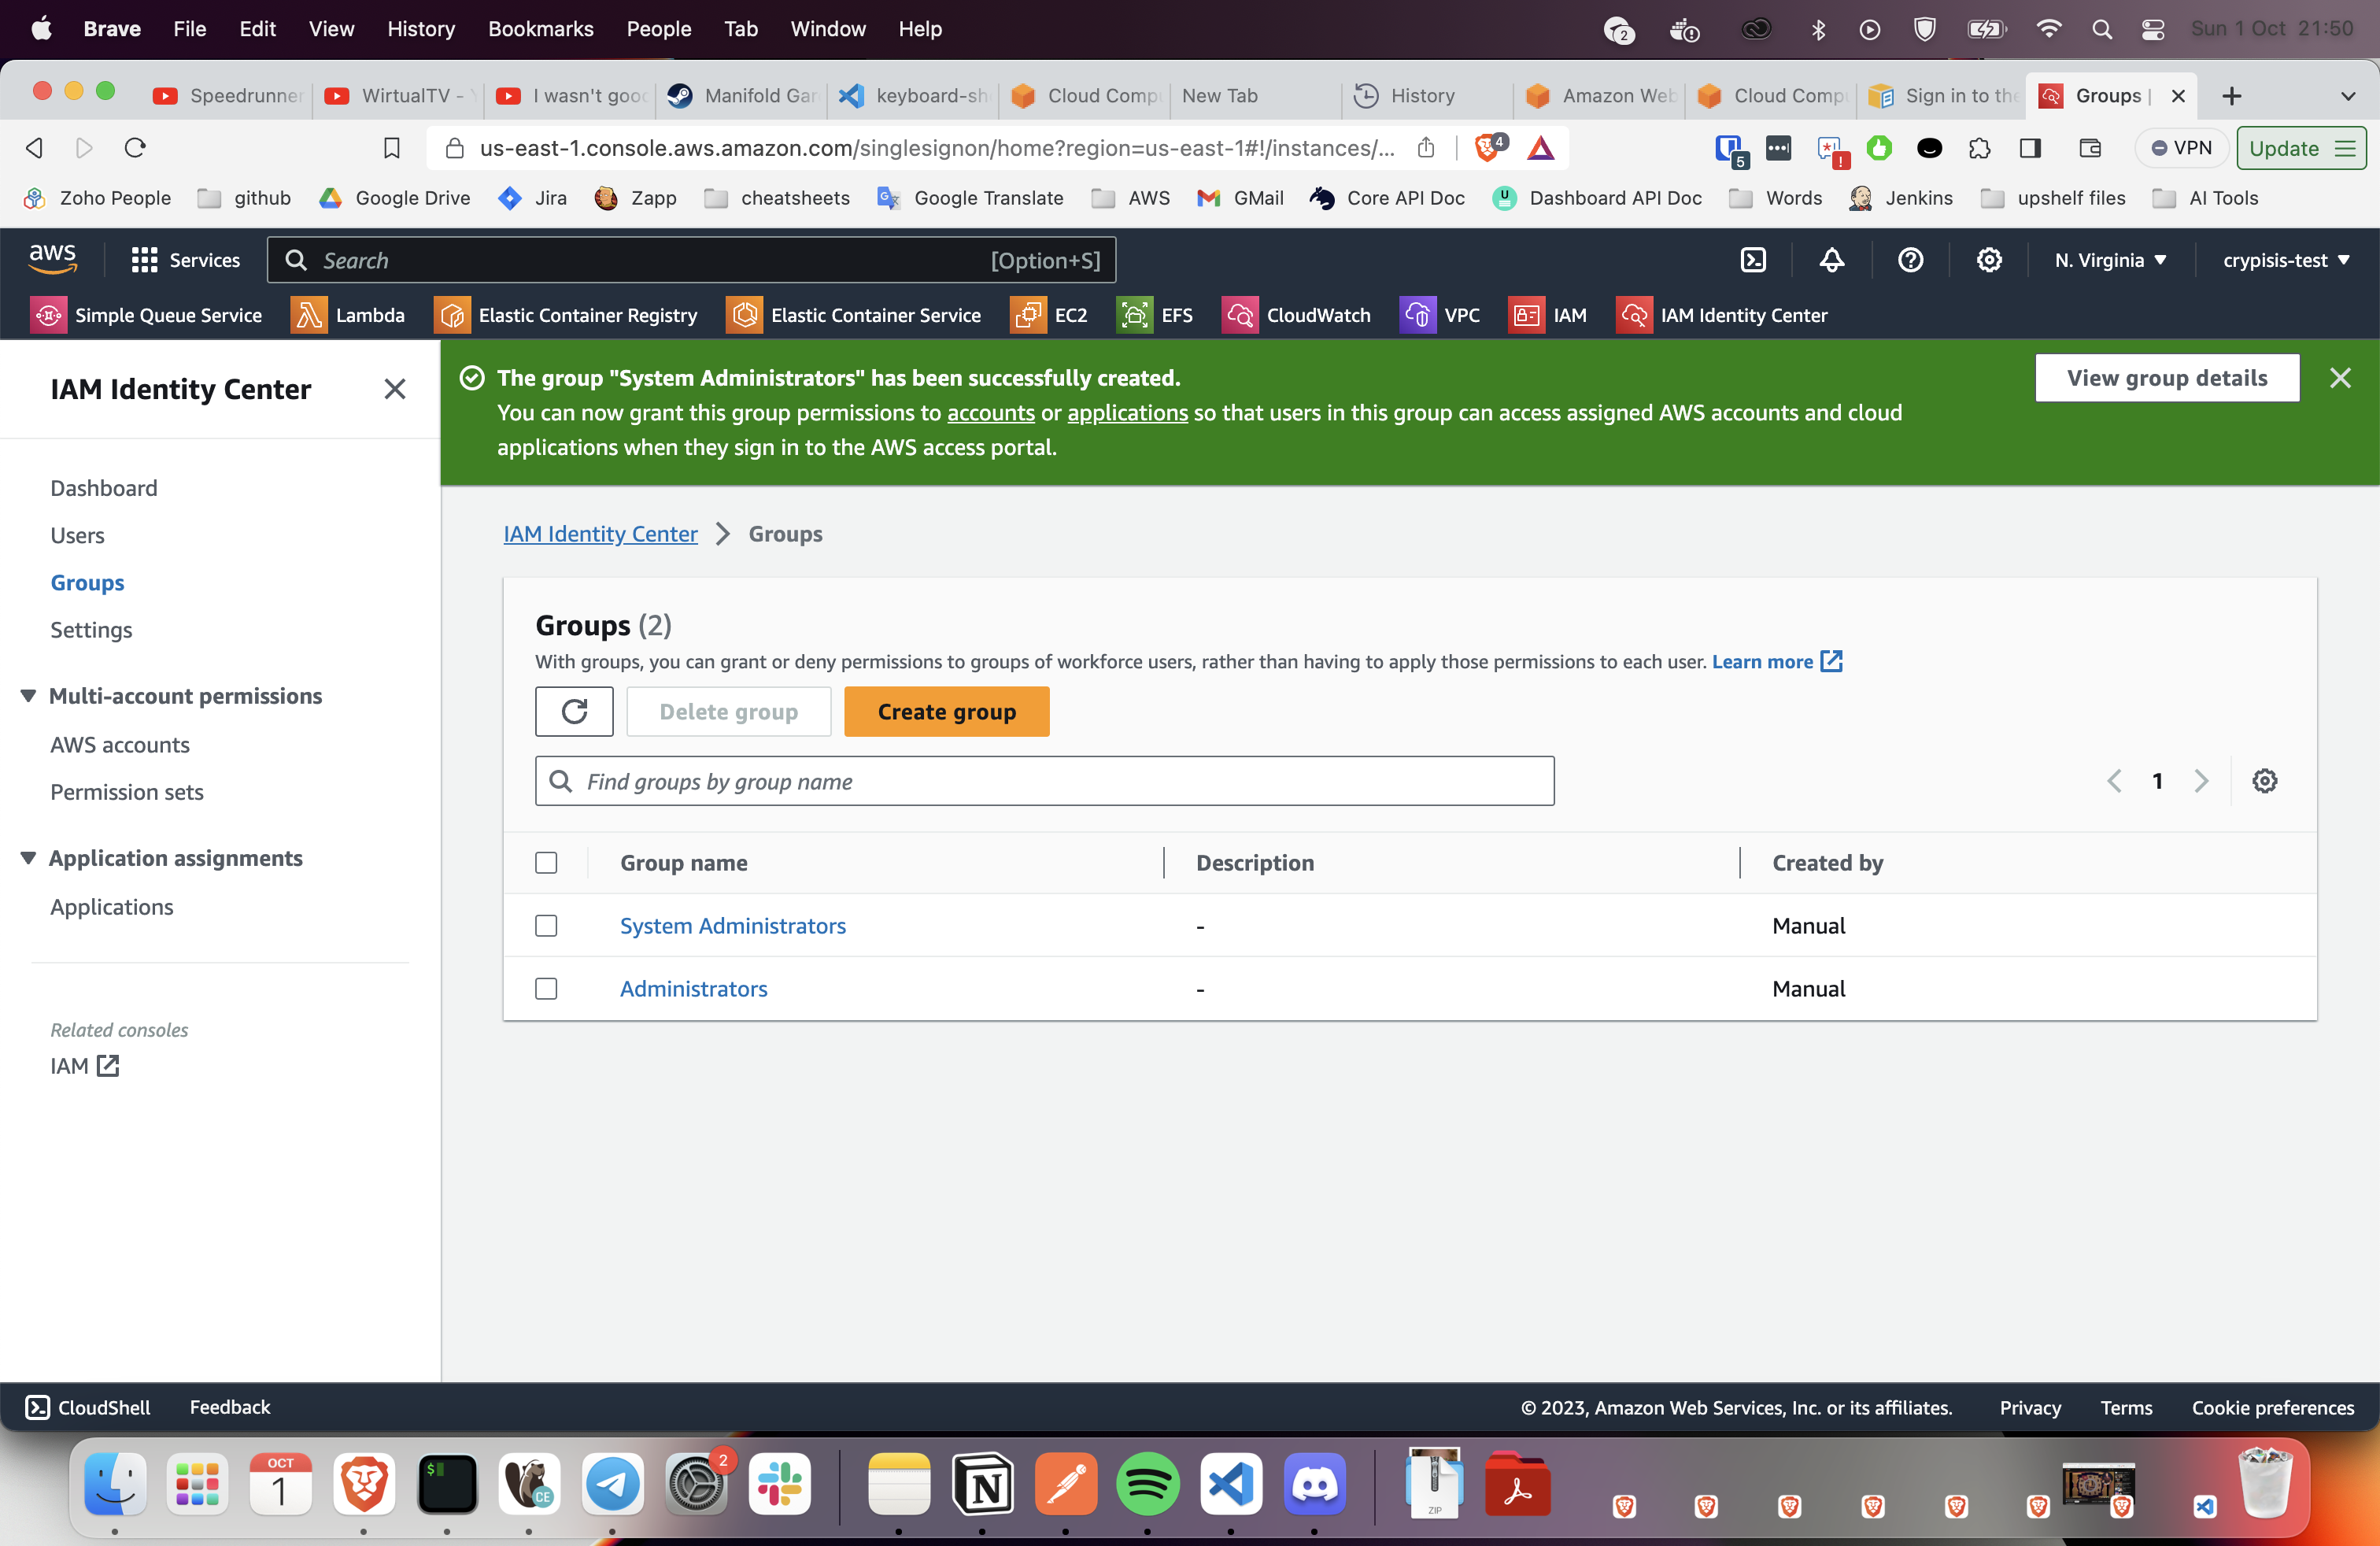 Brave File Edit View History Bookmarks People Tab Window Help
2
Sun 1 Oct 21:50
Speedrunner
WirtualTV - Y
I wasn't goo
Manifold Gar
keyboard-sh
Cloud Comp
New Tab
History
Amazon Web
Cloud Comp
Sign in to the
Groups |
us-east-1.console.aws.amazon.com/singlesignon/home?region=us-east-1#!/instances/...
4
5
!
VPN
Update
Zoho People github Google Drive Jira Zapp cheatsheets Google Translate AWS GMail Core API Doc Dashboard API Doc Words Jenkins upshelf files AI Tools
aws Services Search [Option+S] N. Virginia crypisis-test
Simple Queue Service Lambda Elastic Container Registry Elastic Container Service EC2 EFS CloudWatch VPC IAM IAM Identity Center
IAM Identity Center
Dashboard
Users
Groups
Settings
Multi-account permissions
AWS accounts
Permission sets
Application assignments
Applications
Related consoles
IAM
The group "System Administrators" has been successfully created.
You can now grant this group permissions to accounts or applications so that users in this group can access assigned AWS accounts and cloud
applications when they sign in to the AWS access portal.
View group details
IAM Identity Center > Groups
Groups (2)
With groups, you can grant or deny permissions to groups of workforce users, rather than having to apply those permissions to each user. Learn more
Delete group Create group
Find groups by group name
1
Group name Description Created by
System Administrators - Manual
Administrators - Manual
CloudShell Feedback © 2023, Amazon Web Services, Inc. or its affiliates. Privacy Terms Cookie preferences
OCT
1
$
CE
2
N
ZIP